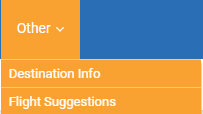 Other
Destination Info
Flight Suggestions